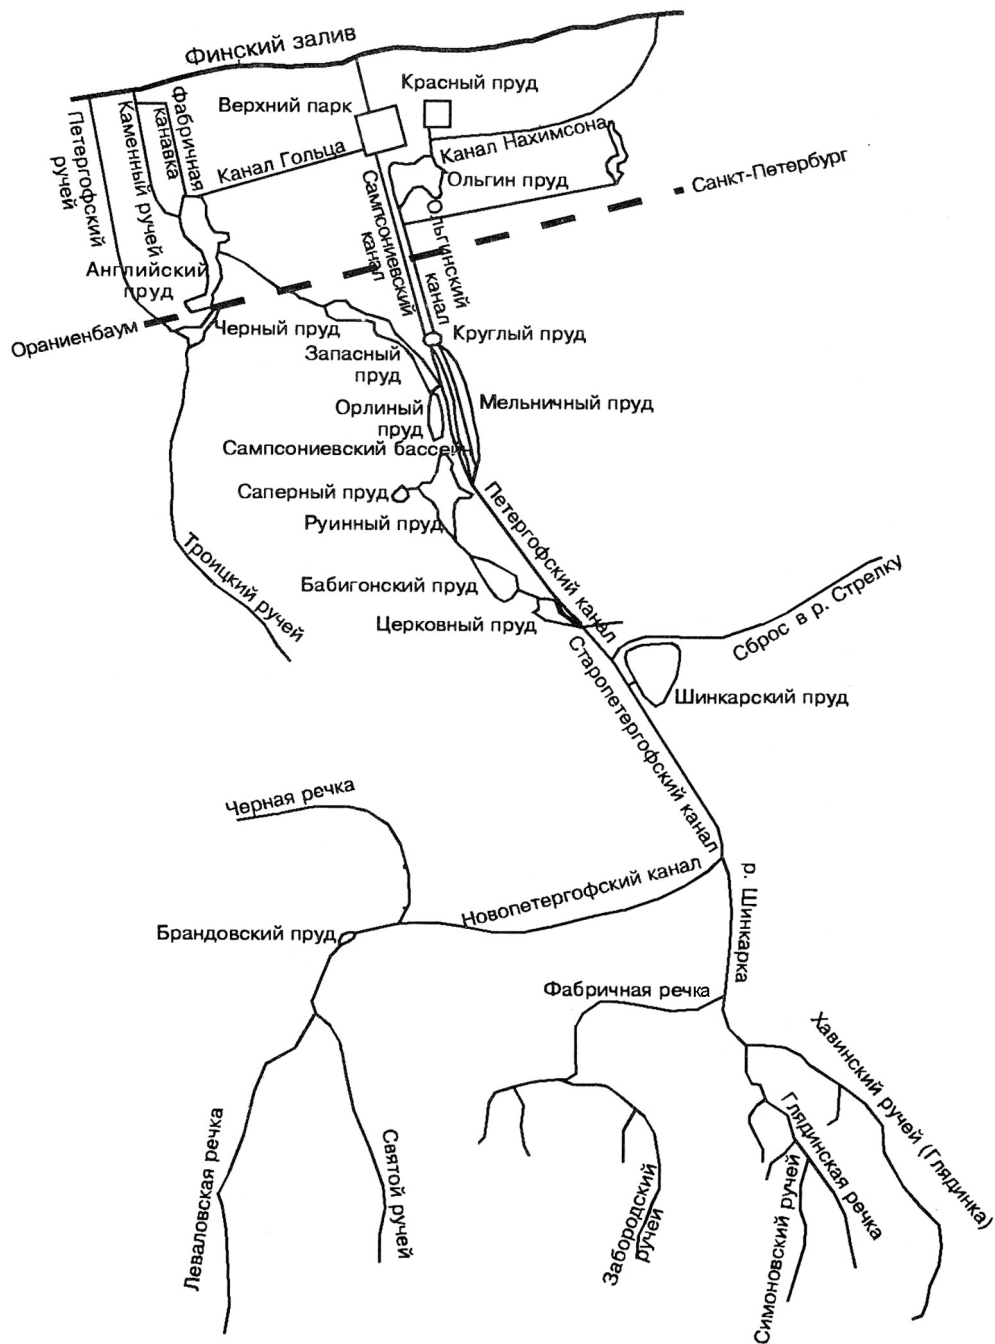 Финский залив
Красный пруд
Верхний парк
Фабричная
канавка
Каменный ручей
Петергофский
ручей
Канал Гольца
Канал Нахимсона
Ольгин пруд
Санкт-Петербург
Сампсониевский
канал
Ольгинский
канал
Английский
пруд
Ораниенбаум
Черный пруд
Круглый пруд
Запасный
пруд
Орлиный
пруд
Мельничный пруд
Сампсониевский бассейн
Саперный пруд
Руинный пруд
Петергофский канал
Троицкий ручей
Бабигонский пруд
Церковный пруд
Сброс в р. Стрелку
Старопетергофский канал
Шинкарский пруд
Черная речка
Новопетергофский канал
р. Шинкарка
Брандовский пруд
Фабричная речка
Хавинский ручей (Глядинка)
Глядинская речка
Леваловская речка
Святой ручей
Забородский
ручей
Симоновский ручей